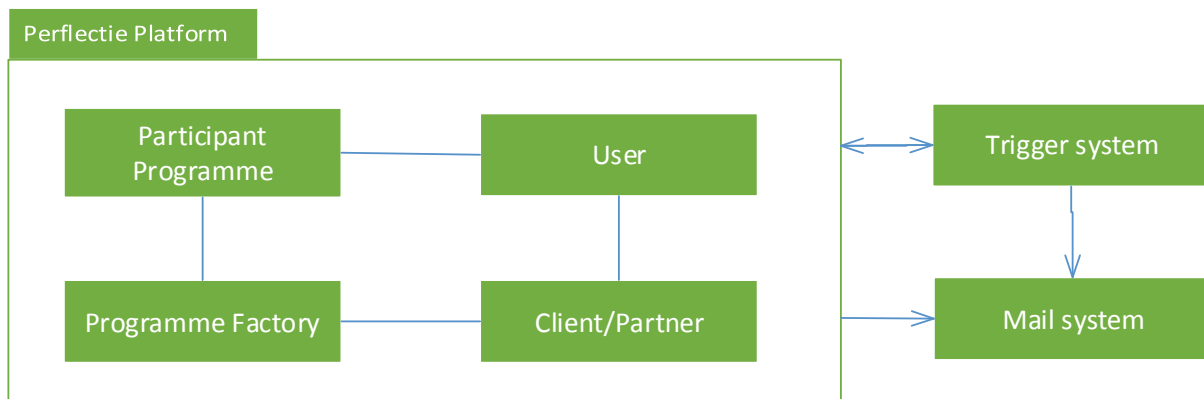 Perflectie Platform
Participant
Programme
User
Trigger system
Programme Factory
Client/Partner
Mail system